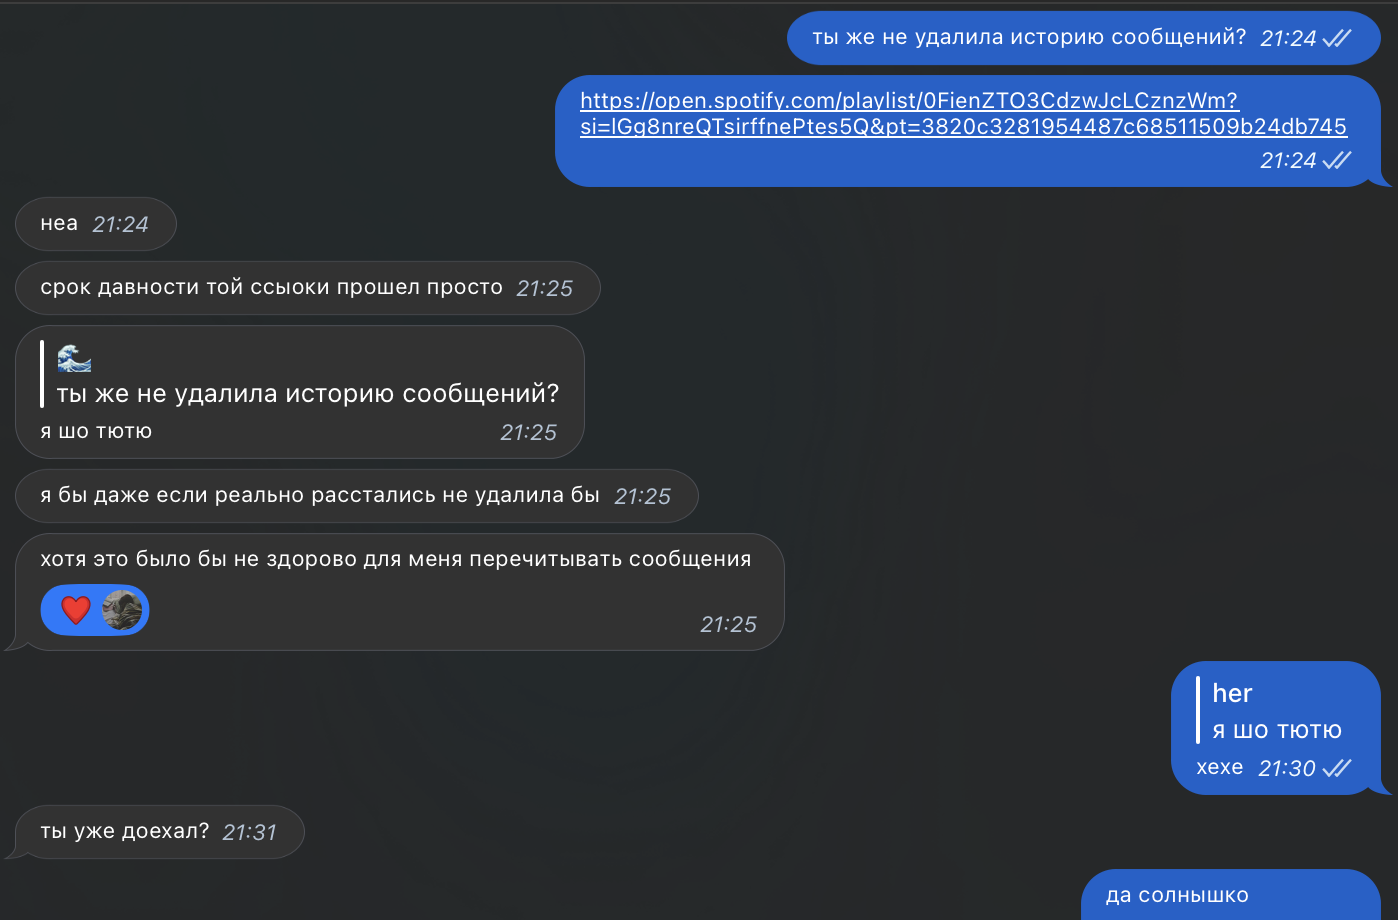 ты же не удалила историю сообщений? 21:24
https://open.spotify.com/playlist/0FienZTO3CdzwJcLCznzWm?
si=lGg8nreQTsirffnePtes5Q&pt=3820c3281954487c68511509b24db745
21:24
неа 21:24
срок давности той ссыоки прошел просто 21:25
🌊
ты же не удалила историю сообщений?
я шо тютю 21:25
я бы даже если реально расстались не удалила бы 21:25
хотя это было бы не здорово для меня перечитывать сообщения
❤️
21:25
her
я шо тютю
хехе 21:30
ты уже доехал? 21:31
да солнышко